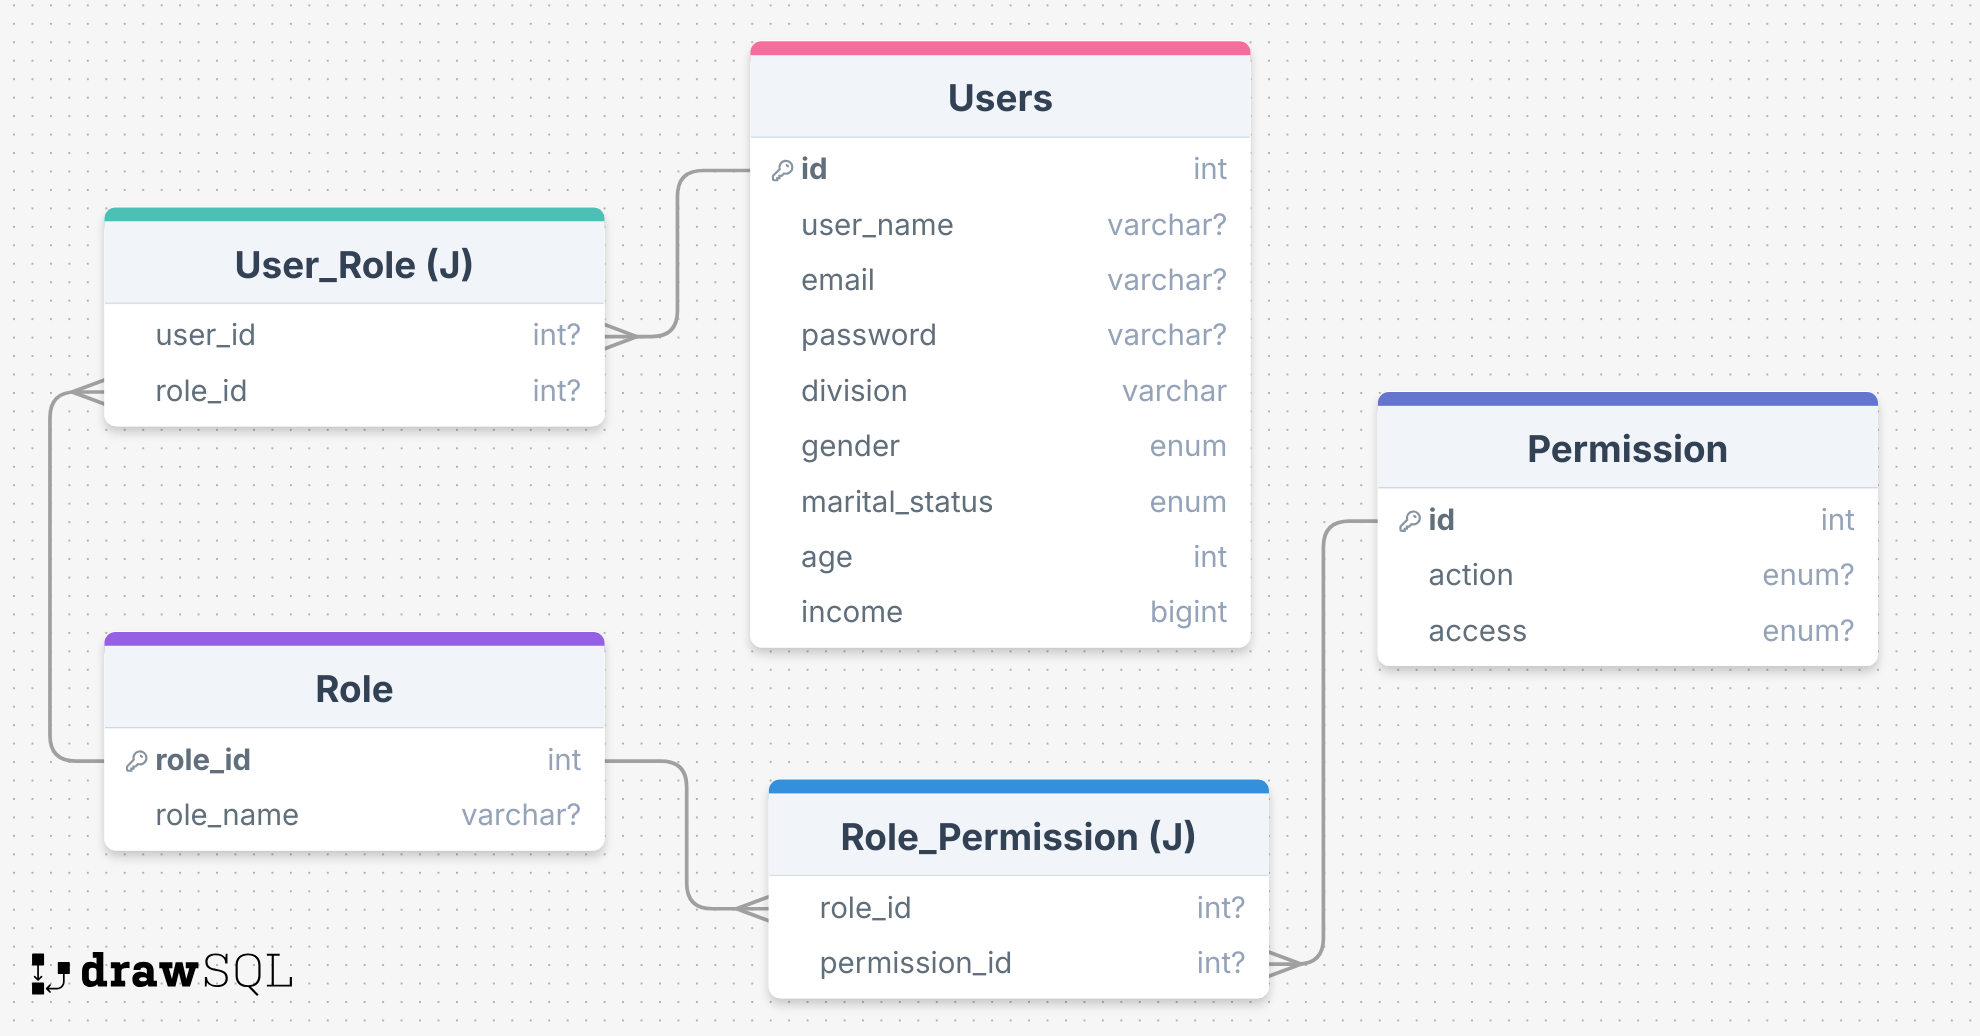 Users
id int
user_name varchar?
email varchar?
password varchar?
division varchar
gender enum
marital_status enum
age int
income bigint
User_Role (J)
user_id int?
role_id int?
Permission
id int
action enum?
access enum?
Role
role_id int
role_name varchar?
Role_Permission (J)
role_id int?
permission_id int?
drawSQL